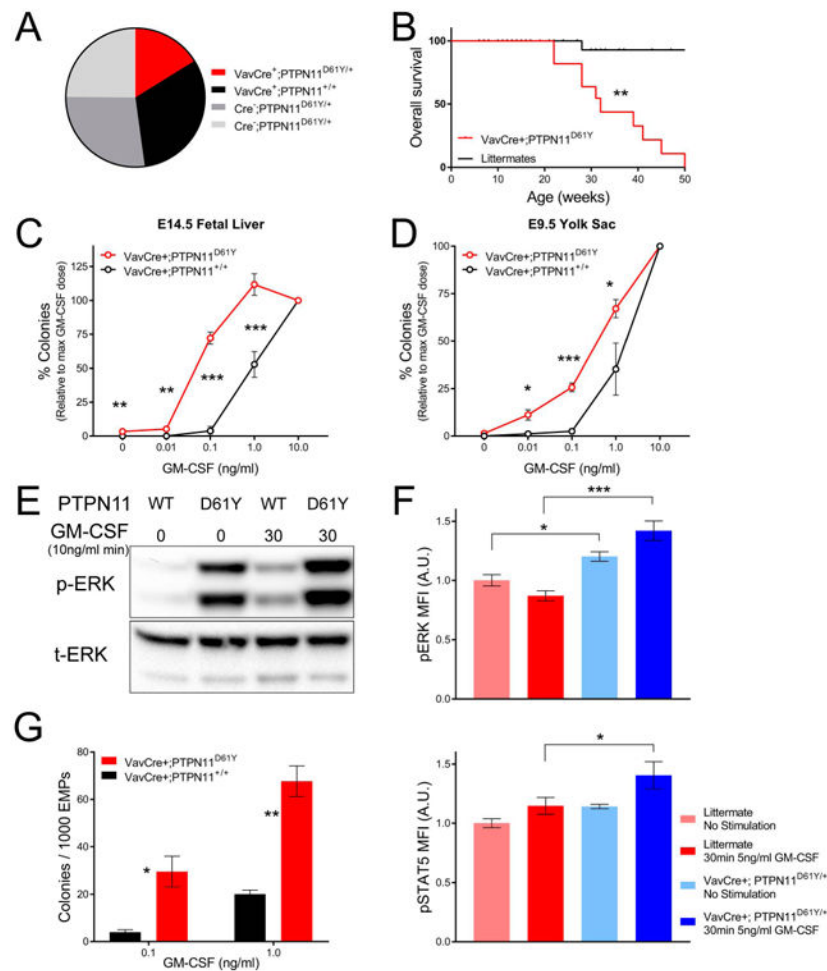 A
VavCre+;PTPN11D61Y/+
VavCre+;PTPN11+/+
Cre-;PTPN11D61Y/+
Cre-;PTPN11D61Y/+
B
Overall survival
100
50
0
**
VavCre+;PTPN11D61Y
Littermates
0
10
20
30
40
50
Age (weeks)
C
E14.5 Fetal Liver
VavCre+;PTPN11D61Y
VavCre+;PTPN11+/+
% Colonies
(Relative to max GM-CSF dose)
125
100
75
50
25
0
**
**
***
***
0
0.01
0.1
1.0
10.0
GM-CSF (ng/ml)
D
E9.5 Yolk Sac
VavCre+;PTPN11D61Y
VavCre+;PTPN11+/+
% Colonies
(Relative to max GM-CSF dose)
100
75
50
25
0
*
***
*
0
0.01
0.1
1.0
10.0
GM-CSF (ng/ml)
E
PTPN11 WT D61Y WT D61Y
GM-CSF 0 0 30 30
(10ng/ml min)
p-ERK
t-ERK
F
pERK MFI (A.U.)
1.5
1.0
0.5
0.0
*
***
G
Colonies / 1000 EMPs
80
60
40
20
0
VavCre+;PTPN11D61Y
VavCre+;PTPN11+/+
*
**
0.1
1.0
GM-CSF (ng/ml)
pSTAT5 MFI (A.U.)
1.5
1.0
0.5
0.0
*
Littermate
No Stimulation
Littermate
30min 5ng/ml GM-CSF
VavCre+; PTPN11D61Y/+
No Stimulation
VavCre+; PTPN11D61Y/+
30min 5ng/ml GM-CSF